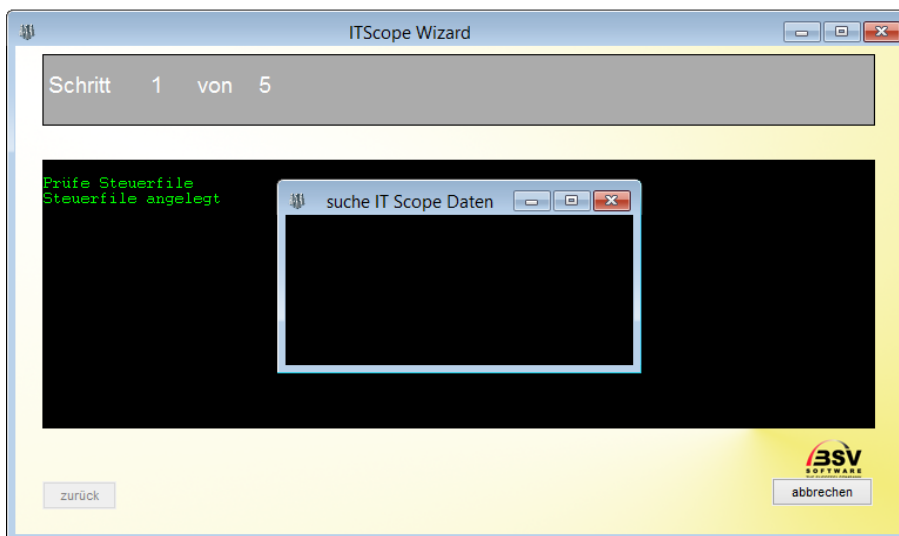 ITScope Wizard
Schritt 1 von 5
Prüfe Steuerfile
Steuerfile angelegt
suche IT Scope Daten
BSV
SOFTWARE
zurück
abbrechen